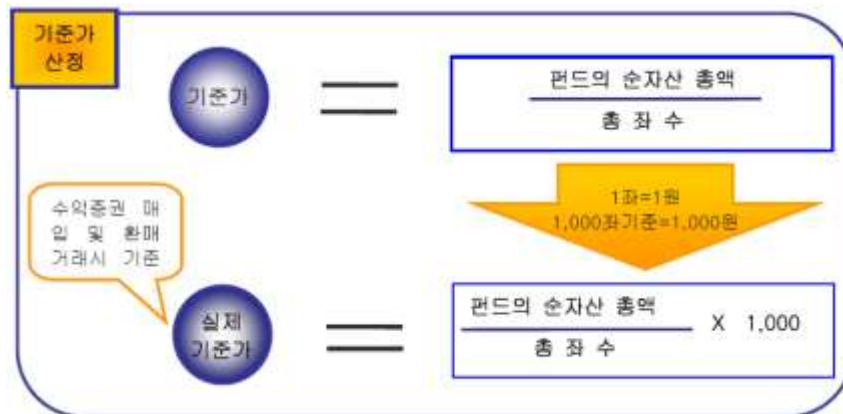 기준가
산정
기준가
펀드의 순자산 총액
총 좌 수
1좌=1원
1,000좌기준=1,000원
수익증권 매
입 및 환매
거래시 기준
실제
기준가
펀드의 순자산 총액
총 좌 수
X 1,000